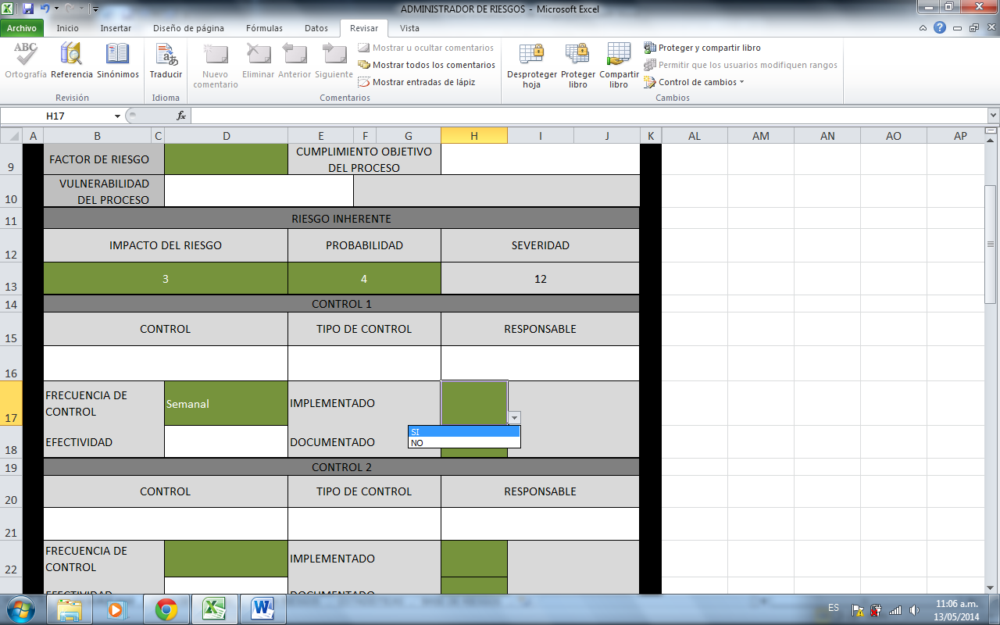 ADMINISTRADOR DE RIESGOS - Microsoft Excel
Archivo Inicio Insertar Diseño de página Fórmulas Datos Revisar Vista
ABC
Ortografía Referencia Sinónimos
Revisión
Traducir
Idioma
Nuevo comentario
Eliminar Anterior Siguiente
Mostrar u ocultar comentarios
Mostrar todos los comentarios
Mostrar entradas de lápiz
Comentarios
Desproteger hoja
Proteger libro
Compartir libro
Proteger y compartir libro
Permitir que los usuarios modifiquen rangos
Control de cambios
Cambios
H17 fx
A B C D E F G H I J K AL AM AN AO AP
9 FACTOR DE RIESGO CUMPLIMIENTO OBJETIVO
DEL PROCESO
10 VULNERABILIDAD
DEL PROCESO
11 RIESGO INHERENTE
12 IMPACTO DEL RIESGO PROBABILIDAD SEVERIDAD
13 3 4 12
14 CONTROL 1
15 CONTROL TIPO DE CONTROL RESPONSABLE
16
17 FRECUENCIA DE
CONTROL Semanal IMPLEMENTADO
SI
NO
18 EFECTIVIDAD DOCUMENTADO
19 CONTROL 2
20 CONTROL TIPO DE CONTROL RESPONSABLE
21
22 FRECUENCIA DE
CONTROL IMPLEMENTADO
EFECTIVIDAD DOCUMENTADO
ES
11:06 a.m.
13/05/2014